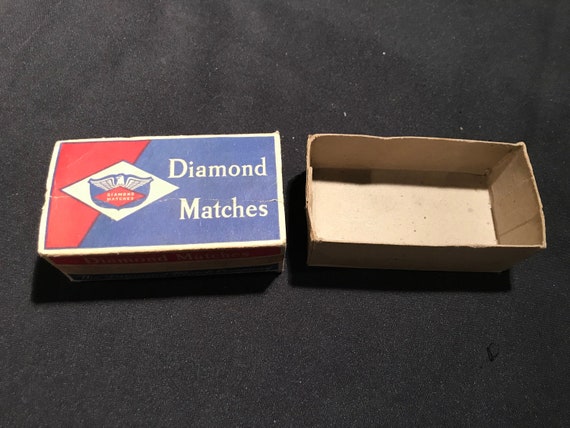 Diamond
Matches
DIAMOND
MATCHES
Diamond Matches